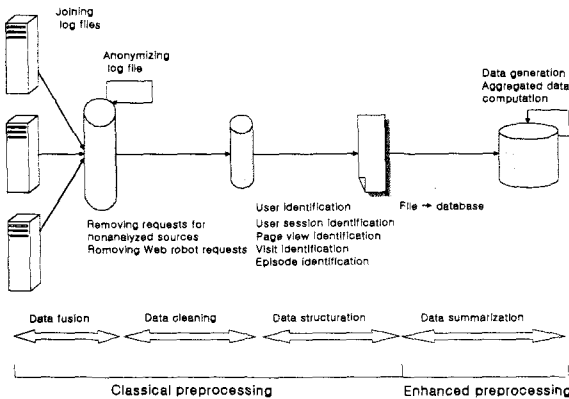 Joining
log files
Anonymizing
log file
Data generation
Aggregated data
computation
Removing requests for
nonanalyzed sources
Removing Web robot requests
User identification
User session identification
Page view identification
Visit identification
Episode identification
File → database
Data fusion
Data cleaning
Data structuration
Data summarization
Classical preprocessing
Enhanced preprocessing